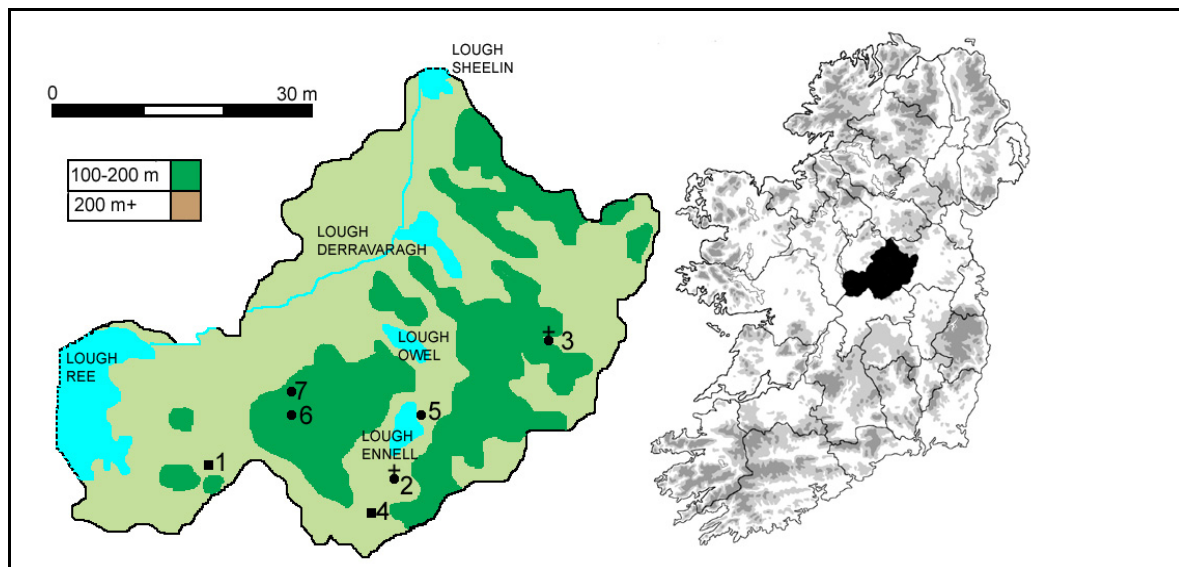 LOUGH
SHEELIN
0 30 m
100-200 m
200 m+
LOUGH
DERRAVARAGH
LOUGH
OWEL
3
LOUGH
REE
7
6
5
LOUGH
ENNELL
1
2
4